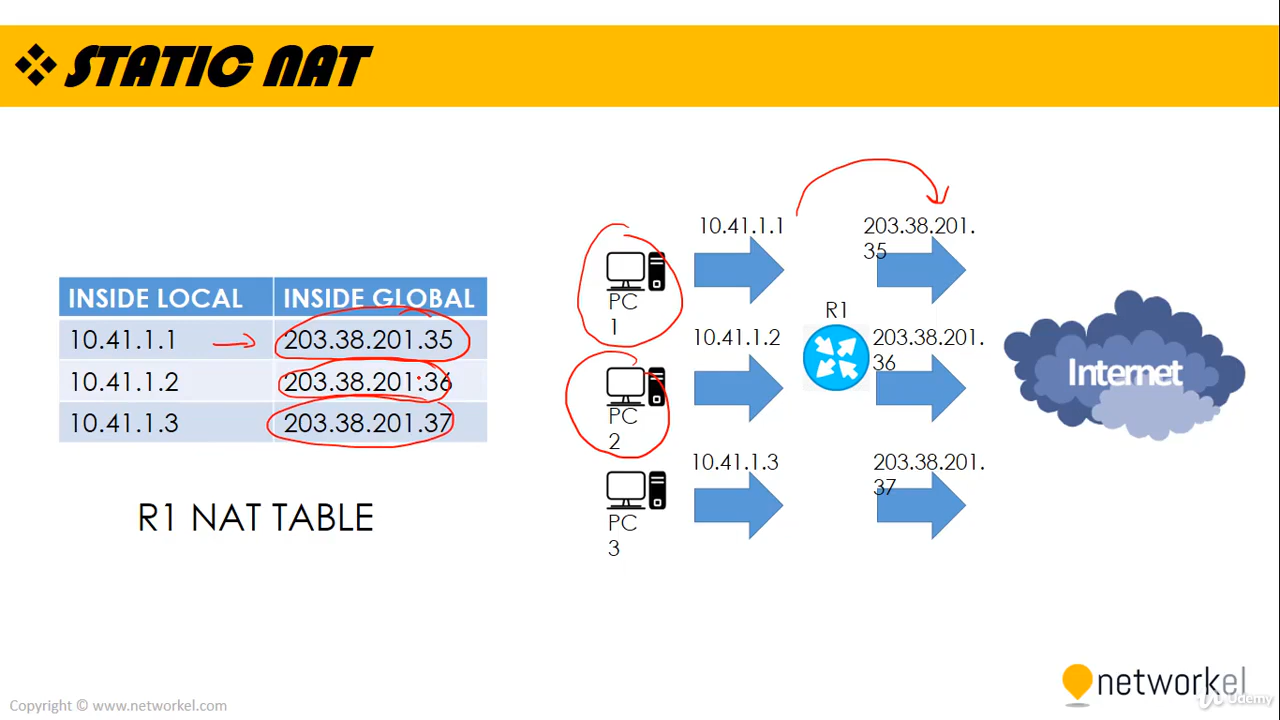 STATIC NAT
INSIDE LOCAL INSIDE GLOBAL
10.41.1.1 203.38.201.35
10.41.1.2 203.38.201.36
10.41.1.3 203.38.201.37
R1 NAT TABLE
PC
1
10.41.1.1
203.38.201.
35
R1
PC
2
10.41.1.2
203.38.201.
36
Internet
PC
3
10.41.1.3
203.38.201.
37
Copyright © www.networkel.com
networkel
Udemy